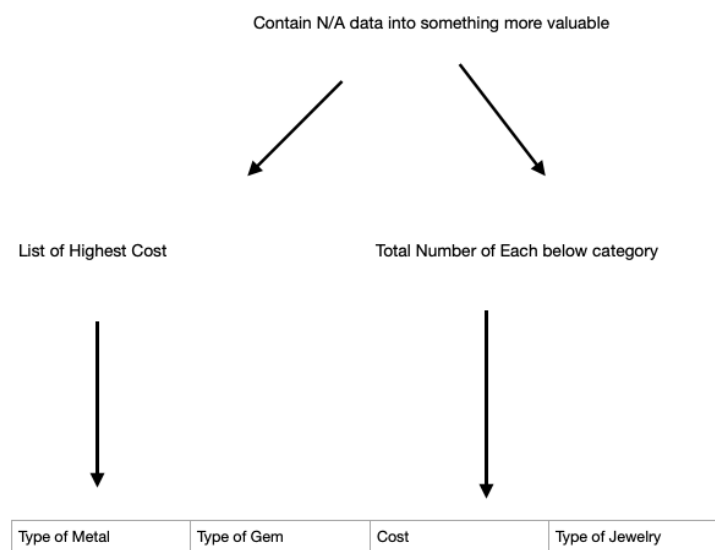 Contain N/A data into something more valuable
List of Highest Cost
Total Number of Each below category
Type of Metal
Type of Gem
Cost
Type of Jewelry